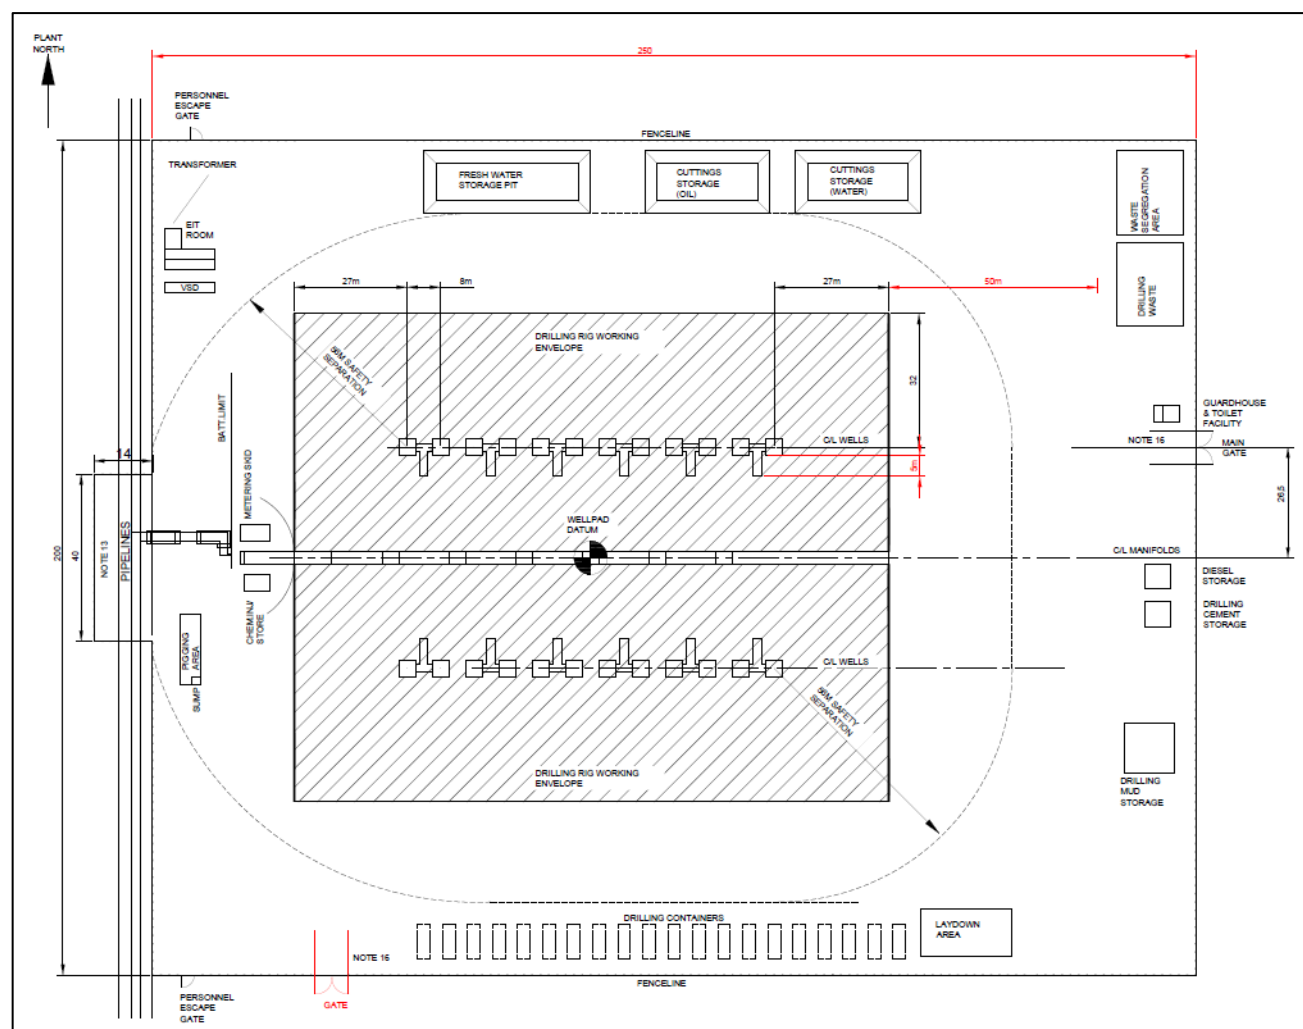 PLANT
NORTH
250
PERSONNEL
ESCAPE
GATE
FENCELINE
TRANSFORMER
FRESH WATER
STORAGE PIT
CUTTINGS
STORAGE
(OIL)
CUTTINGS
STORAGE
(WATER)
WASTE
SEGREGATION
AREA
EIT
ROOM
VSD
27m
8m
27m
50m
DRILLING
WASTE
DRILLING RIG WORKING
ENVELOPE
56M SAFETY
SEPARATION
32
BATT.LIMIT
GUARDHOUSE
& TOILET
FACILITY
C/L WELLS
NOTE 16
MAIN
GATE
14
5m
26.5
METERING SKID
WELLPAD
DATUM
200
40
NOTE 13
PIPELINES
C/L MANIFOLDS
DIESEL
STORAGE
CHEM.INJ/
STORE
DRILLING
CEMENT
STORAGE
PIGGING
AREA
SUMP
C/L WELLS
56M SAFETY
SEPARATION
DRILLING RIG WORKING
ENVELOPE
DRILLING
MUD
STORAGE
DRILLING CONTAINERS
LAYDOWN
AREA
NOTE 16
PERSONNEL
ESCAPE
GATE
GATE
FENCELINE